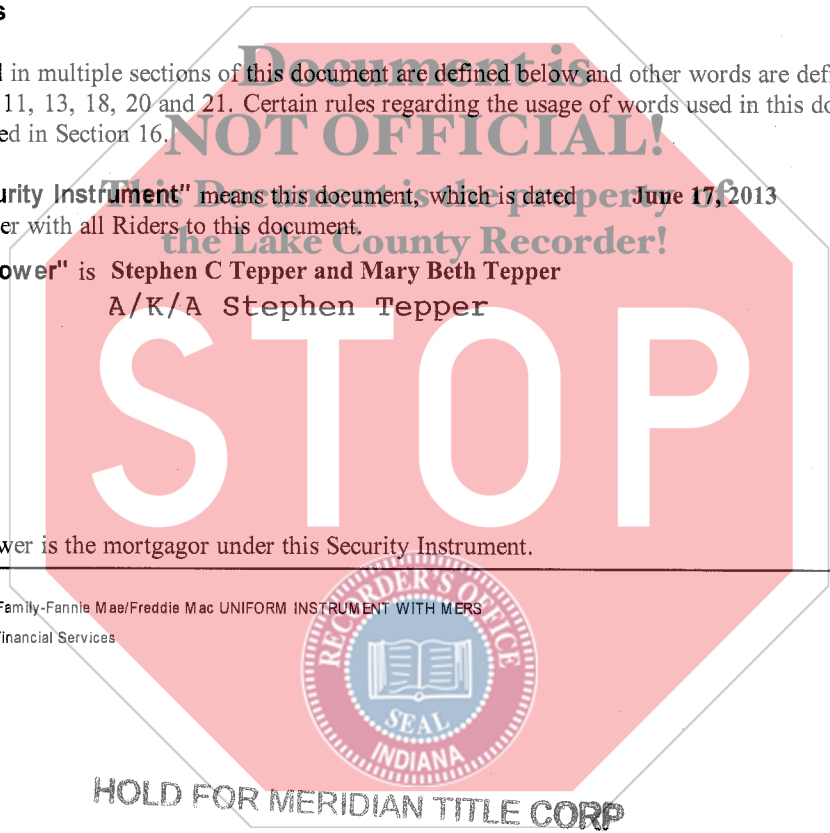 s
d in multiple sections of this document are defined below and other words are defi
11, 13, 18, 20 and 21. Certain rules regarding the usage of words used in this do
ed in Section 16.
Document is
NOT OFFICIAL!
This Document is the property of
the Lake County Recorder!
urity Instrument" means this document, which is dated June 17, 2013
er with all Riders to this document.
ower" is Stephen C Tepper and Mary Beth Tepper
A/K/A Stephen Tepper
STOP
wer is the mortgagor under this Security Instrument.
Family-Fannie Mae/Freddie Mac UNIFORM INSTRUMENT WITH MERS
Financial Services
RECORDER'S OFFICE
SEAL
INDIANA
HOLD FOR MERIDIAN TITLE CORP